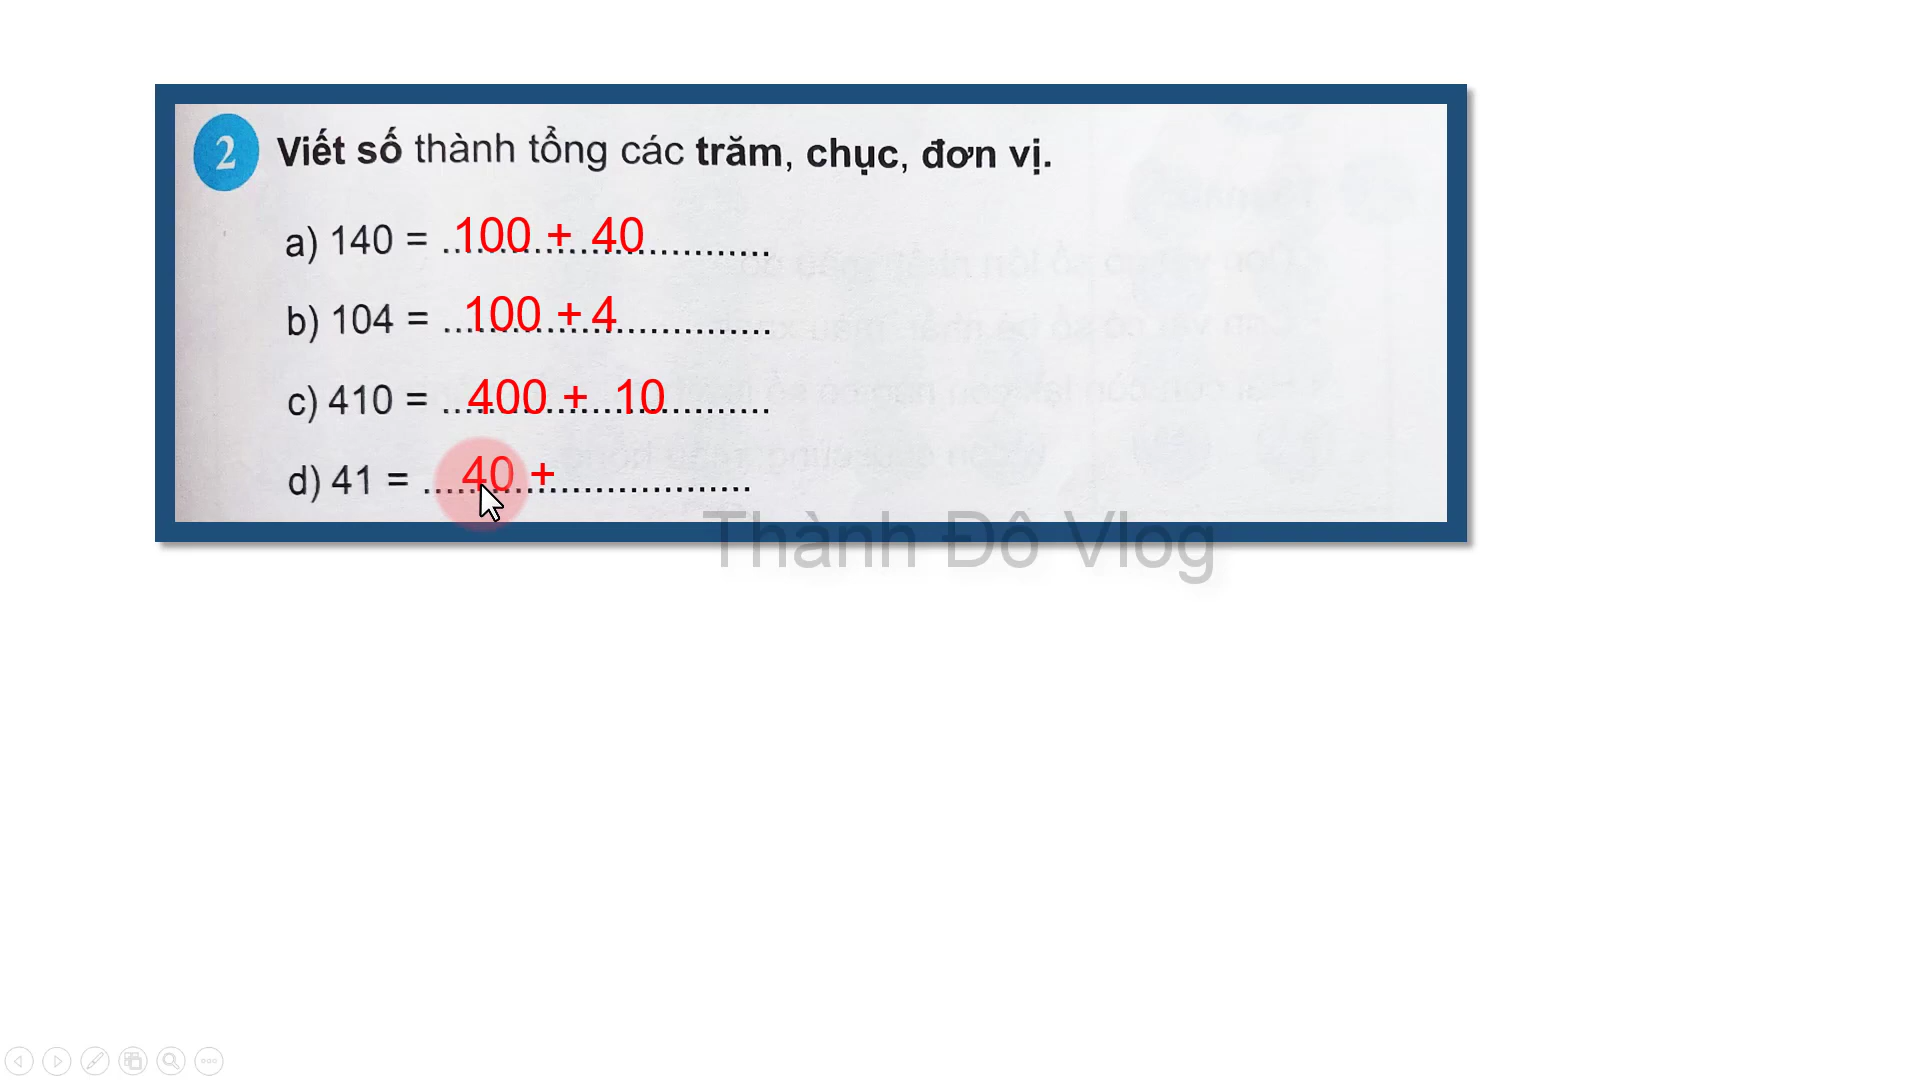 2 Viết số thành tổng các trăm, chục, đơn vị.
a) 140 = 100 + 40
b) 104 = 100 + 4
c) 410 = 400 + 10
d) 41 = 40 +
Thành Đô Vlog